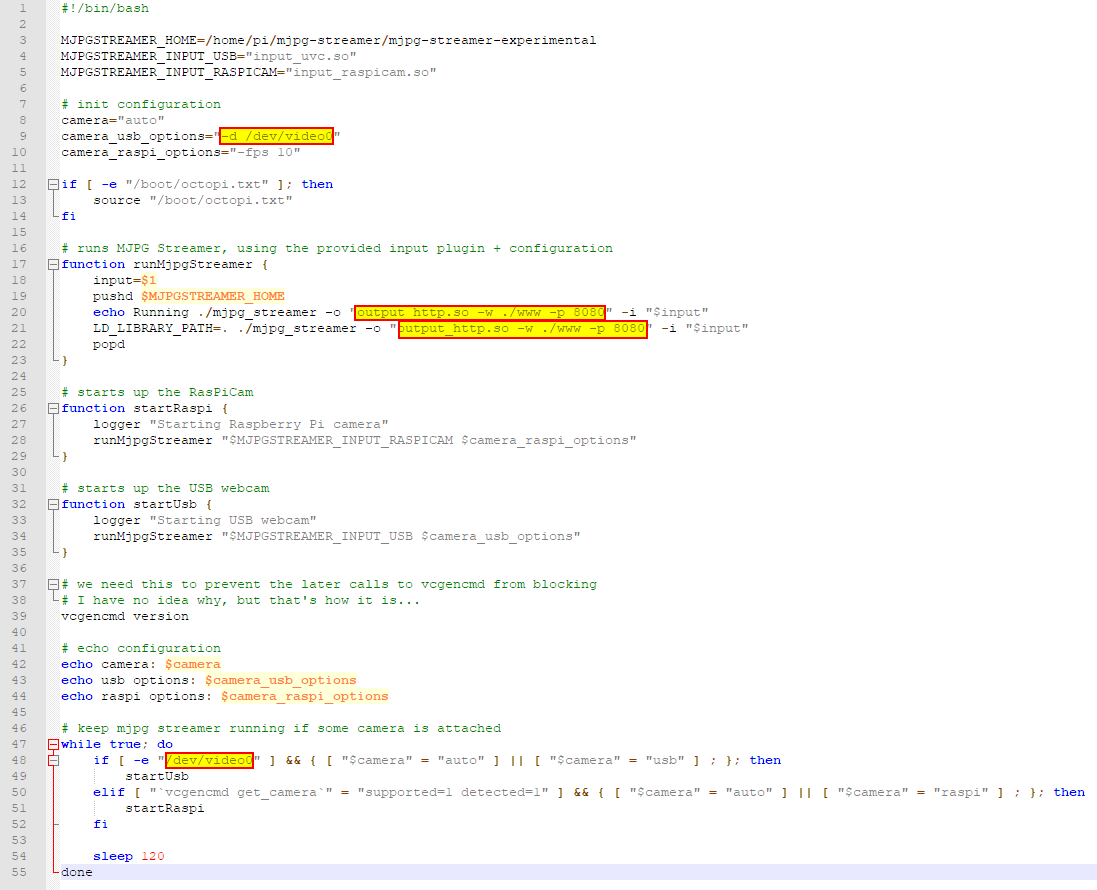 1 #!/bin/bash
2
3 MJPGSTREAMER_HOME=/home/pi/mjpg-streamer/mjpg-streamer-experimental
4 MJPGSTREAMER_INPUT_USB="input_uvc.so"
5 MJPGSTREAMER_INPUT_RASPICAM="input_raspicam.so"
6
7 # init configuration
8 camera="auto"
9 camera_usb_options="-d /dev/video0"
10 camera_raspi_options="-fps 10"
11
12 if [ -e "/boot/octopi.txt" ]; then
13     source "/boot/octopi.txt"
14 fi
15
16 # runs MJPG Streamer, using the provided input plugin + configuration
17 function runMjpgStreamer {
18     input=$1
19     pushd $MJPGSTREAMER_HOME
20     echo Running ./mjpg_streamer -o "output_http.so -w ./www -p 8080" -i "$input"
21     LD_LIBRARY_PATH=. ./mjpg_streamer -o "output_http.so -w ./www -p 8080" -i "$input"
22     popd
23 }
24
25 # starts up the RasPiCam
26 function startRaspi {
27     logger "Starting Raspberry Pi camera"
28     runMjpgStreamer "$MJPGSTREAMER_INPUT_RASPICAM $camera_raspi_options"
29 }
30
31 # starts up the USB webcam
32 function startUsb {
33     logger "Starting USB webcam"
34     runMjpgStreamer "$MJPGSTREAMER_INPUT_USB $camera_usb_options"
35 }
36
37 # we need this to prevent the later calls to vcgencmd from blocking
38 # I have no idea why, but that's how it is...
39 vcgencmd version
40
41 # echo configuration
42 echo camera: $camera
43 echo usb options: $camera_usb_options
44 echo raspi options: $camera_raspi_options
45
46 # keep mjpg streamer running if some camera is attached
47 while true; do
48     if [ -e "/dev/video0" ] && { [ "$camera" = "auto" ] || [ "$camera" = "usb" ] ; }; then
49         startUsb
50     elif [ "`vcgencmd get_camera`" = "supported=1 detected=1" ] && { [ "$camera" = "auto" ] || [ "$camera" = "raspi" ] ; }; then
51         startRaspi
52     fi
53
54     sleep 120
55 done